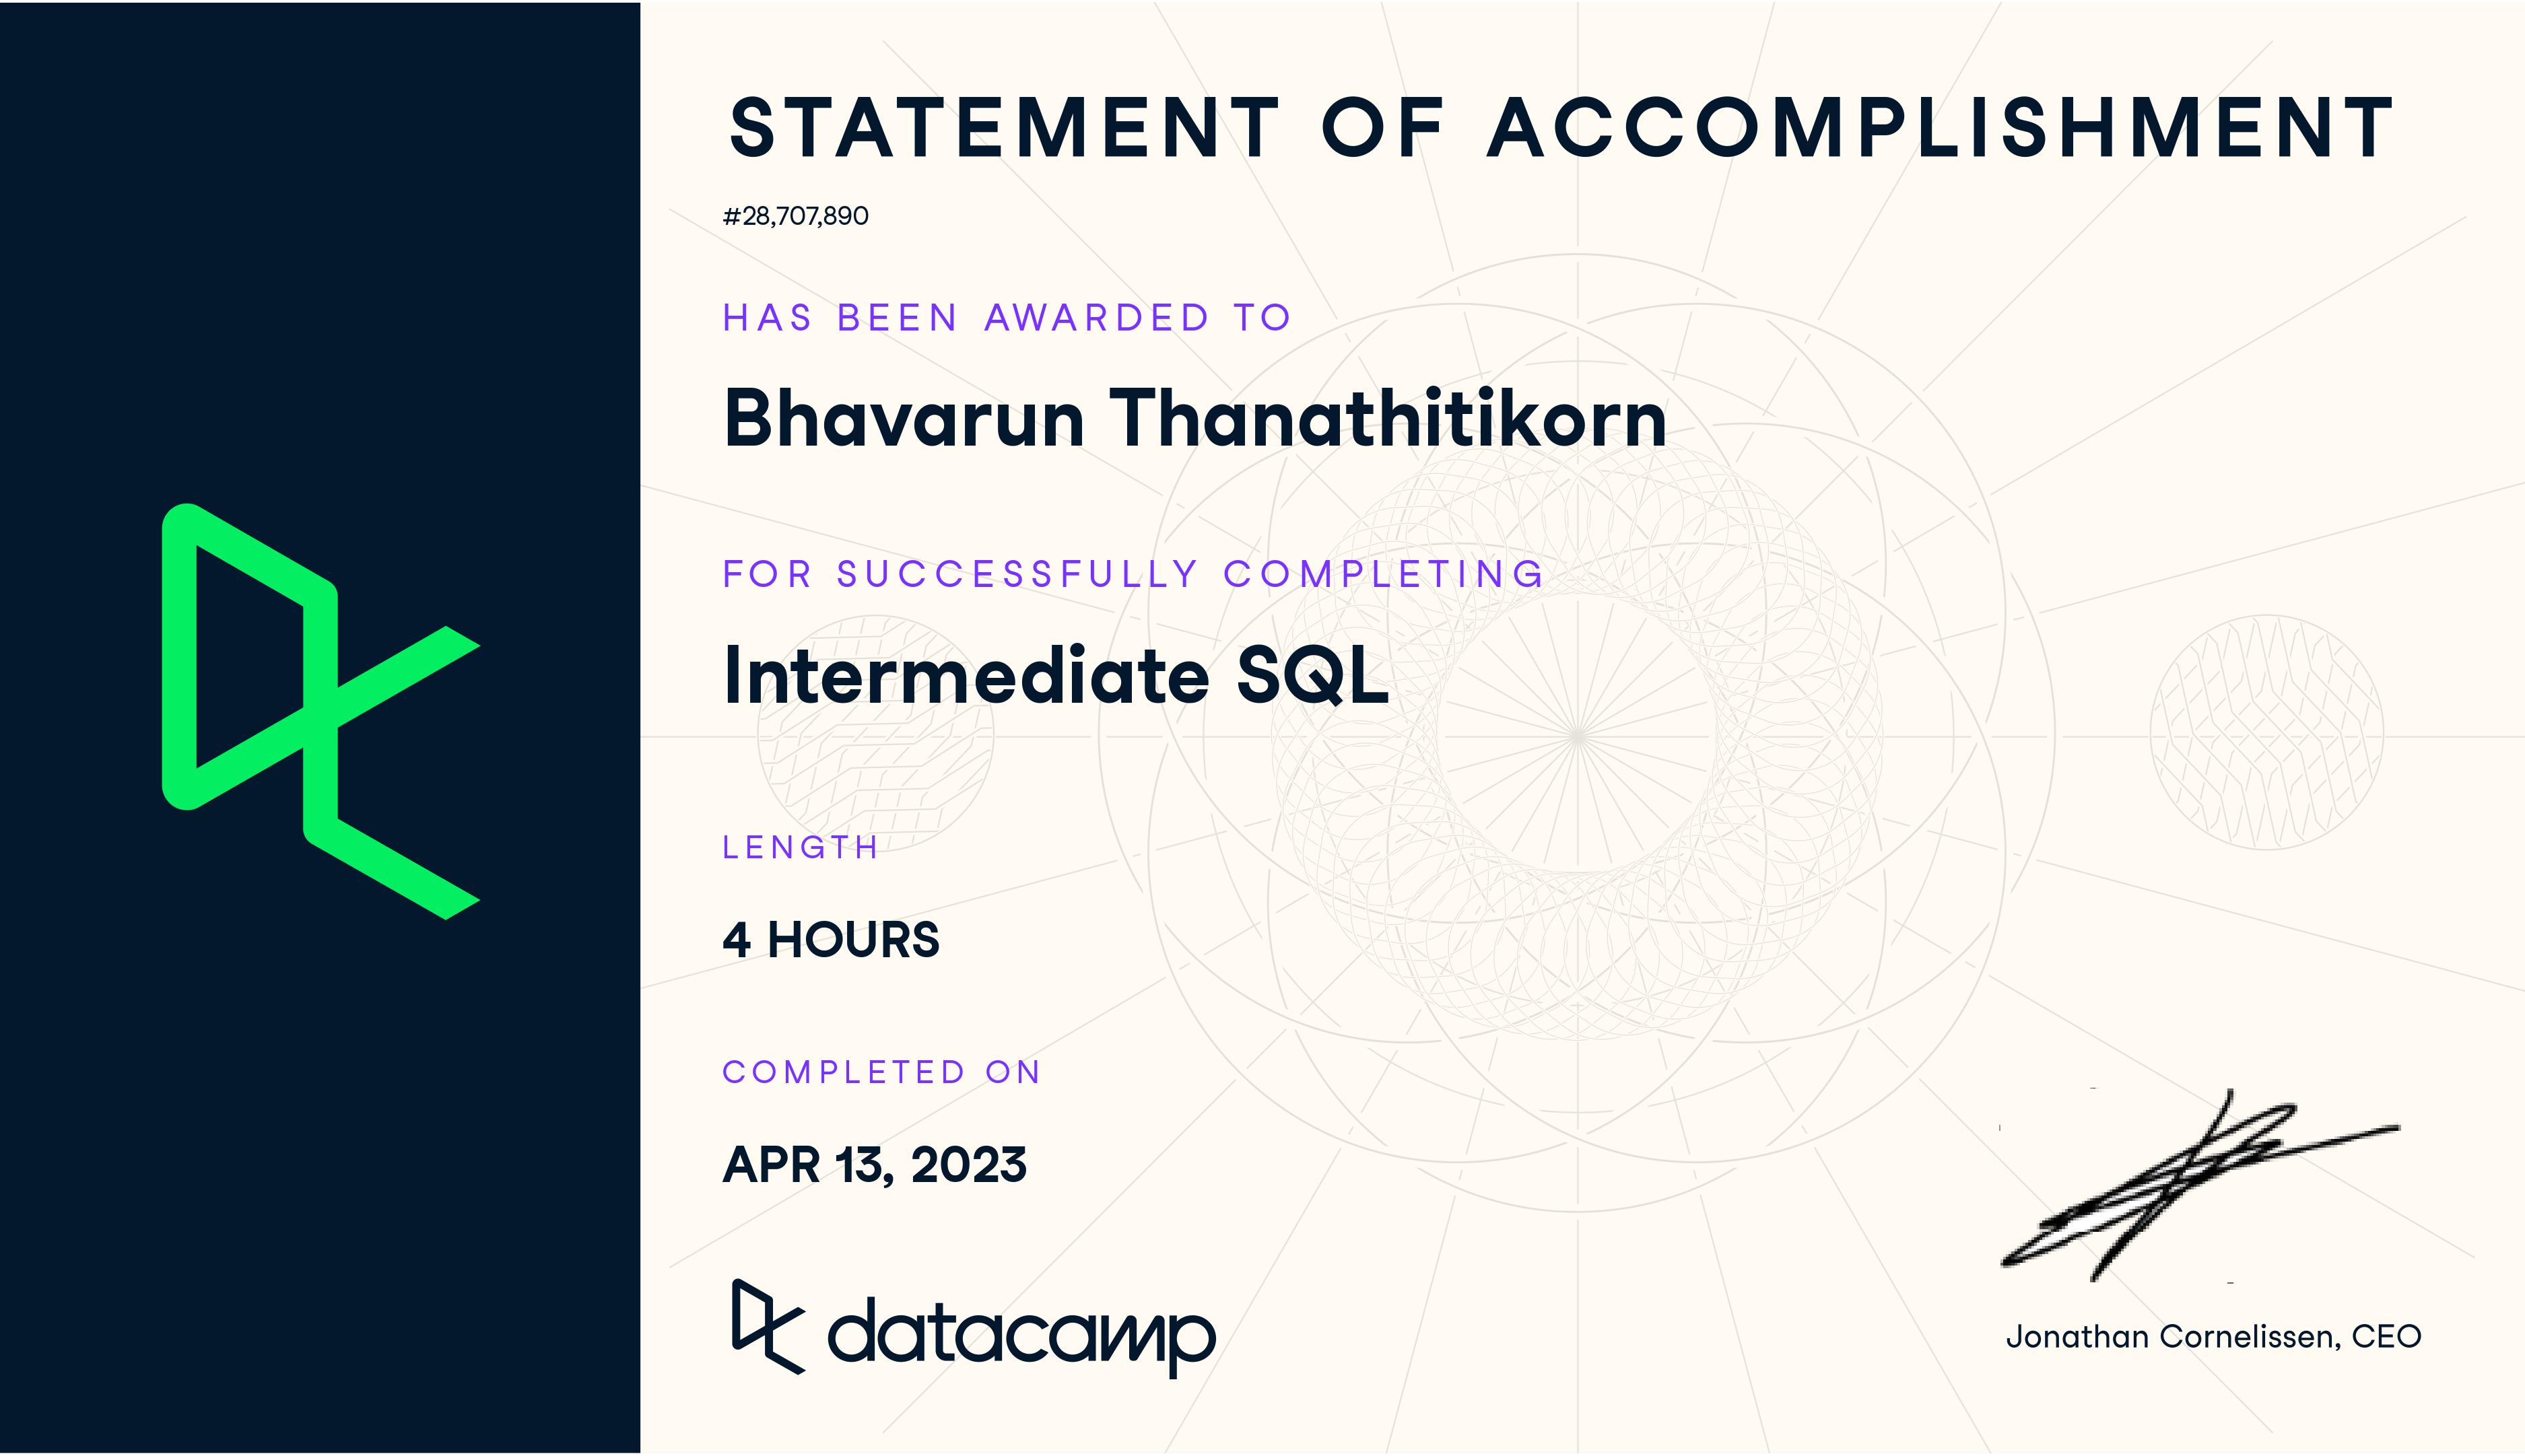 STATEMENT OF ACCOMPLISHMENT
#28,707,890
HAS BEEN AWARDED TO
Bhavarun Thanathitikorn
FOR SUCCESSFULLY COMPLETING
Intermediate SQL
LENGTH
4 HOURS
COMPLETED ON
APR 13, 2023
datacamp
Jonathan Cornelissen, CEO